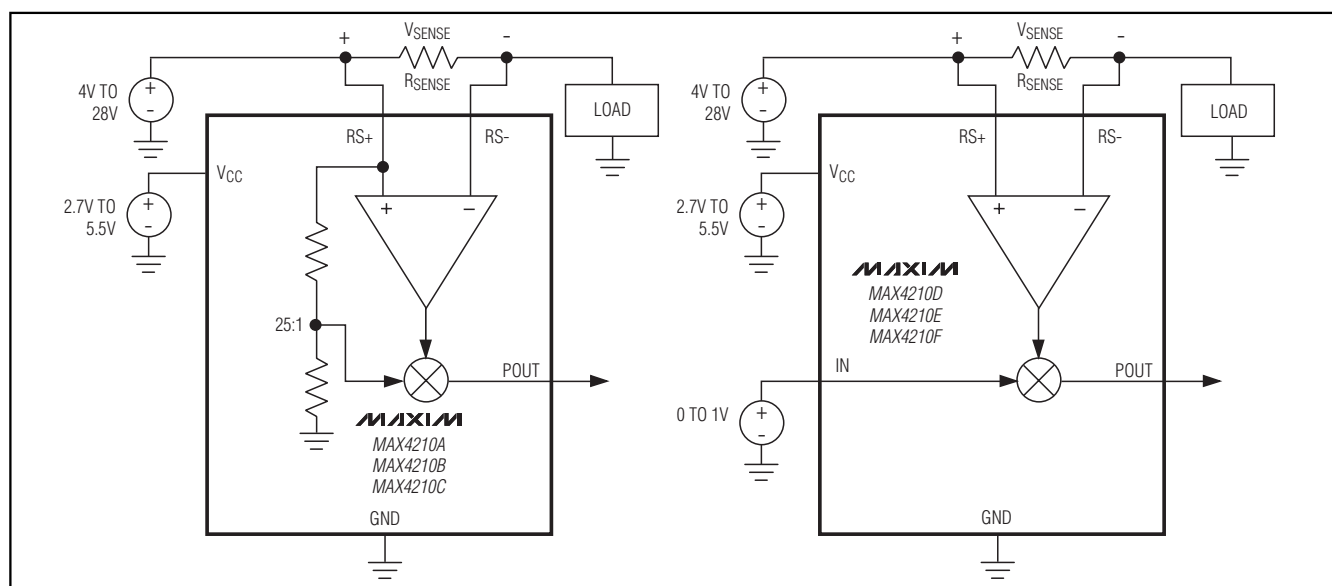 +
VSENSE
-
RSENSE
4V TO
28V
+
-
LOAD
RS+
RS-
VCC
2.7V TO
5.5V
+
-
+
−
25:1
POUT
MAXIM
MAX4210A
MAX4210B
MAX4210C
GND
+
VSENSE
-
RSENSE
4V TO
28V
+
-
LOAD
RS+
RS-
VCC
2.7V TO
5.5V
+
-
+
−
MAXIM
MAX4210D
MAX4210E
MAX4210F
IN
POUT
0 TO 1V
+
-
GND